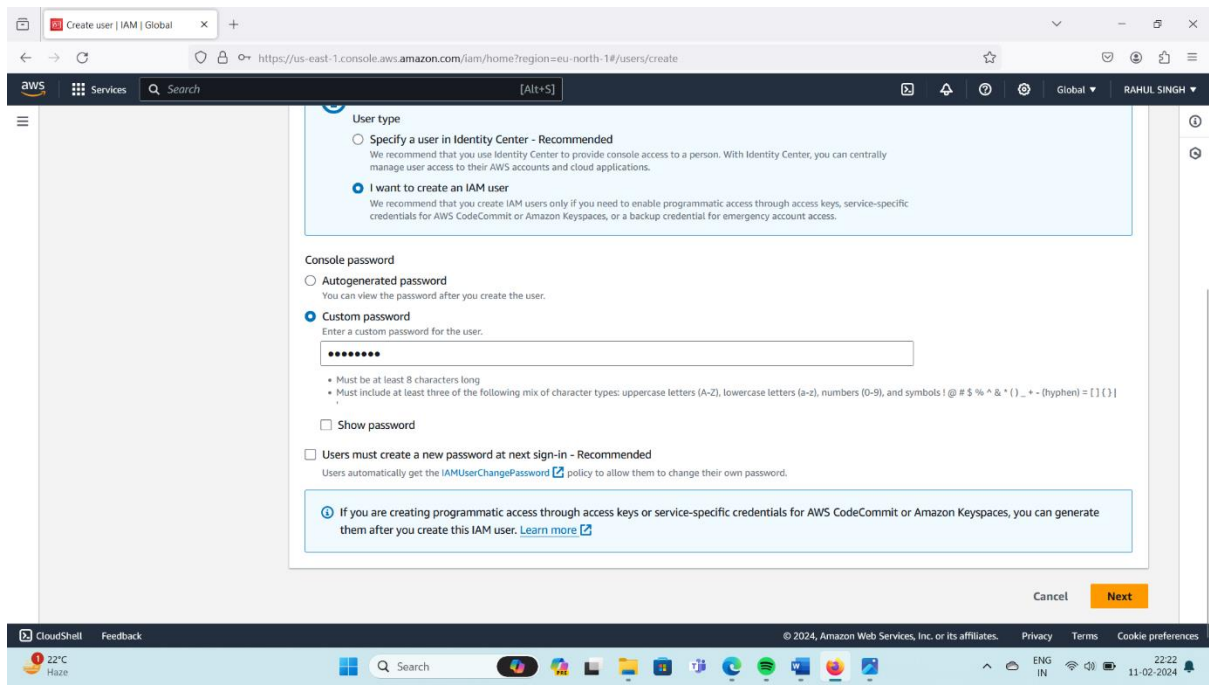 Create user | IAM | Global
https://us-east-1.console.aws.amazon.com/iam/home?region=eu-north-1#/users/create
aws Services Search [Alt+S] Global RAHUL SINGH
User type
Specify a user in Identity Center - Recommended
We recommend that you use Identity Center to provide console access to a person. With Identity Center, you can centrally
manage user access to their AWS accounts and cloud applications.
I want to create an IAM user
We recommend that you create IAM users only if you need to enable programmatic access through access keys, service-specific
credentials for AWS CodeCommit or Amazon Keyspaces, or a backup credential for emergency account access.
Console password
Autogenerated password
You can view the password after you create the user.
Custom password
Enter a custom password for the user.
••••••••
• Must be at least 8 characters long
• Must include at least three of the following mix of character types: uppercase letters (A-Z), lowercase letters (a-z), numbers (0-9), and symbols ! @ # $ % ^ & * ( ) _ + - (hyphen) = [ ] { } |
'
Show password
Users must create a new password at next sign-in - Recommended
Users automatically get the IAMUserChangePassword policy to allow them to change their own password.
If you are creating programmatic access through access keys or service-specific credentials for AWS CodeCommit or Amazon Keyspaces, you can generate
them after you create this IAM user. Learn more
Cancel Next
CloudShell Feedback © 2024, Amazon Web Services, Inc. or its affiliates. Privacy Terms Cookie preferences
1 22°C Search ENG 22:22
Haze IN 11-02-2024